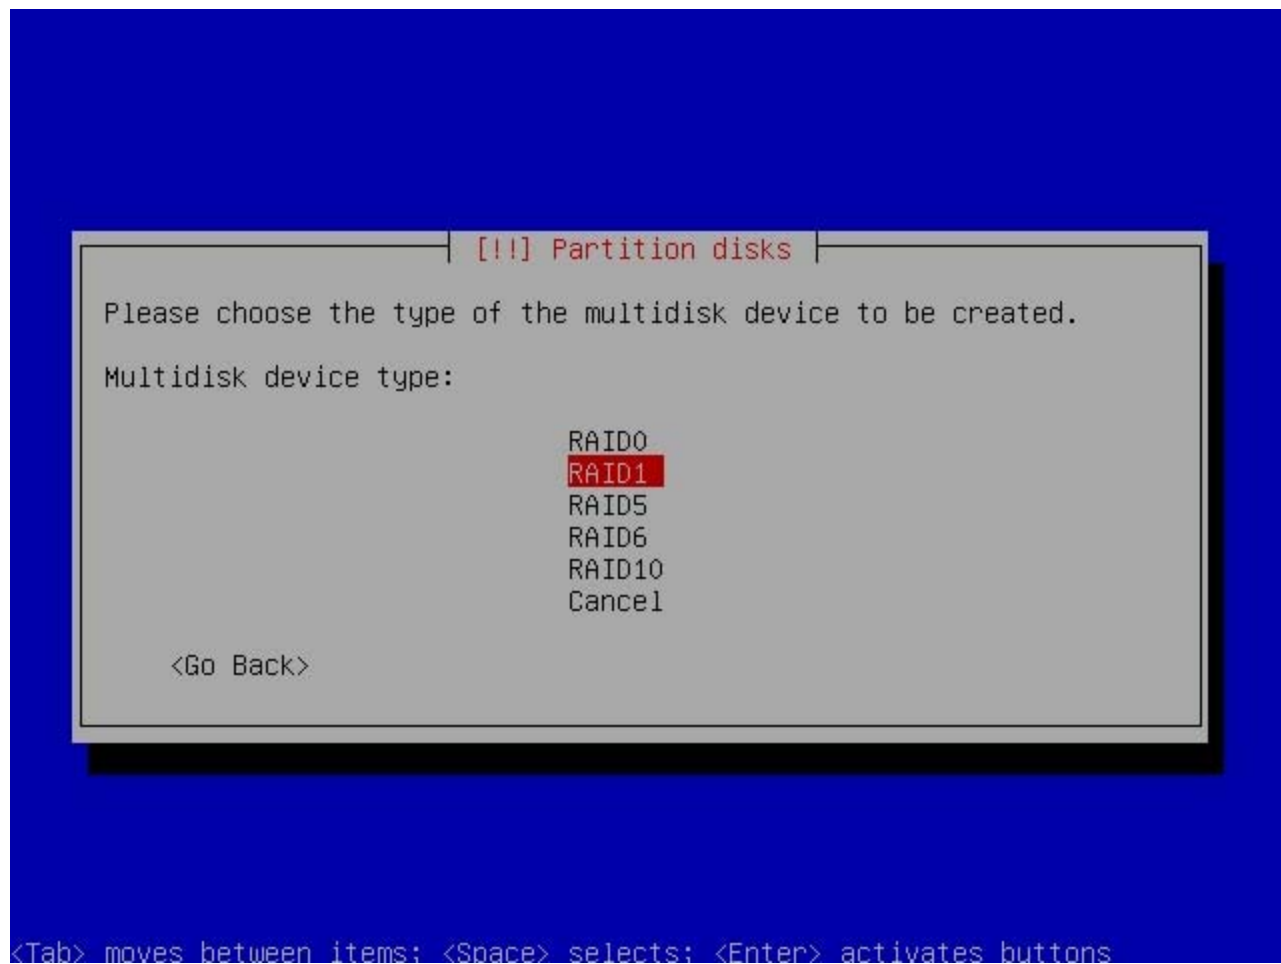 [!!] Partition disks
Please choose the type of the multidisk device to be created.
Multidisk device type:
RAID0
RAID1
RAID5
RAID6
RAID10
Cancel
<Go Back>
<Tab> moves between items; <Space> selects; <Enter> activates buttons